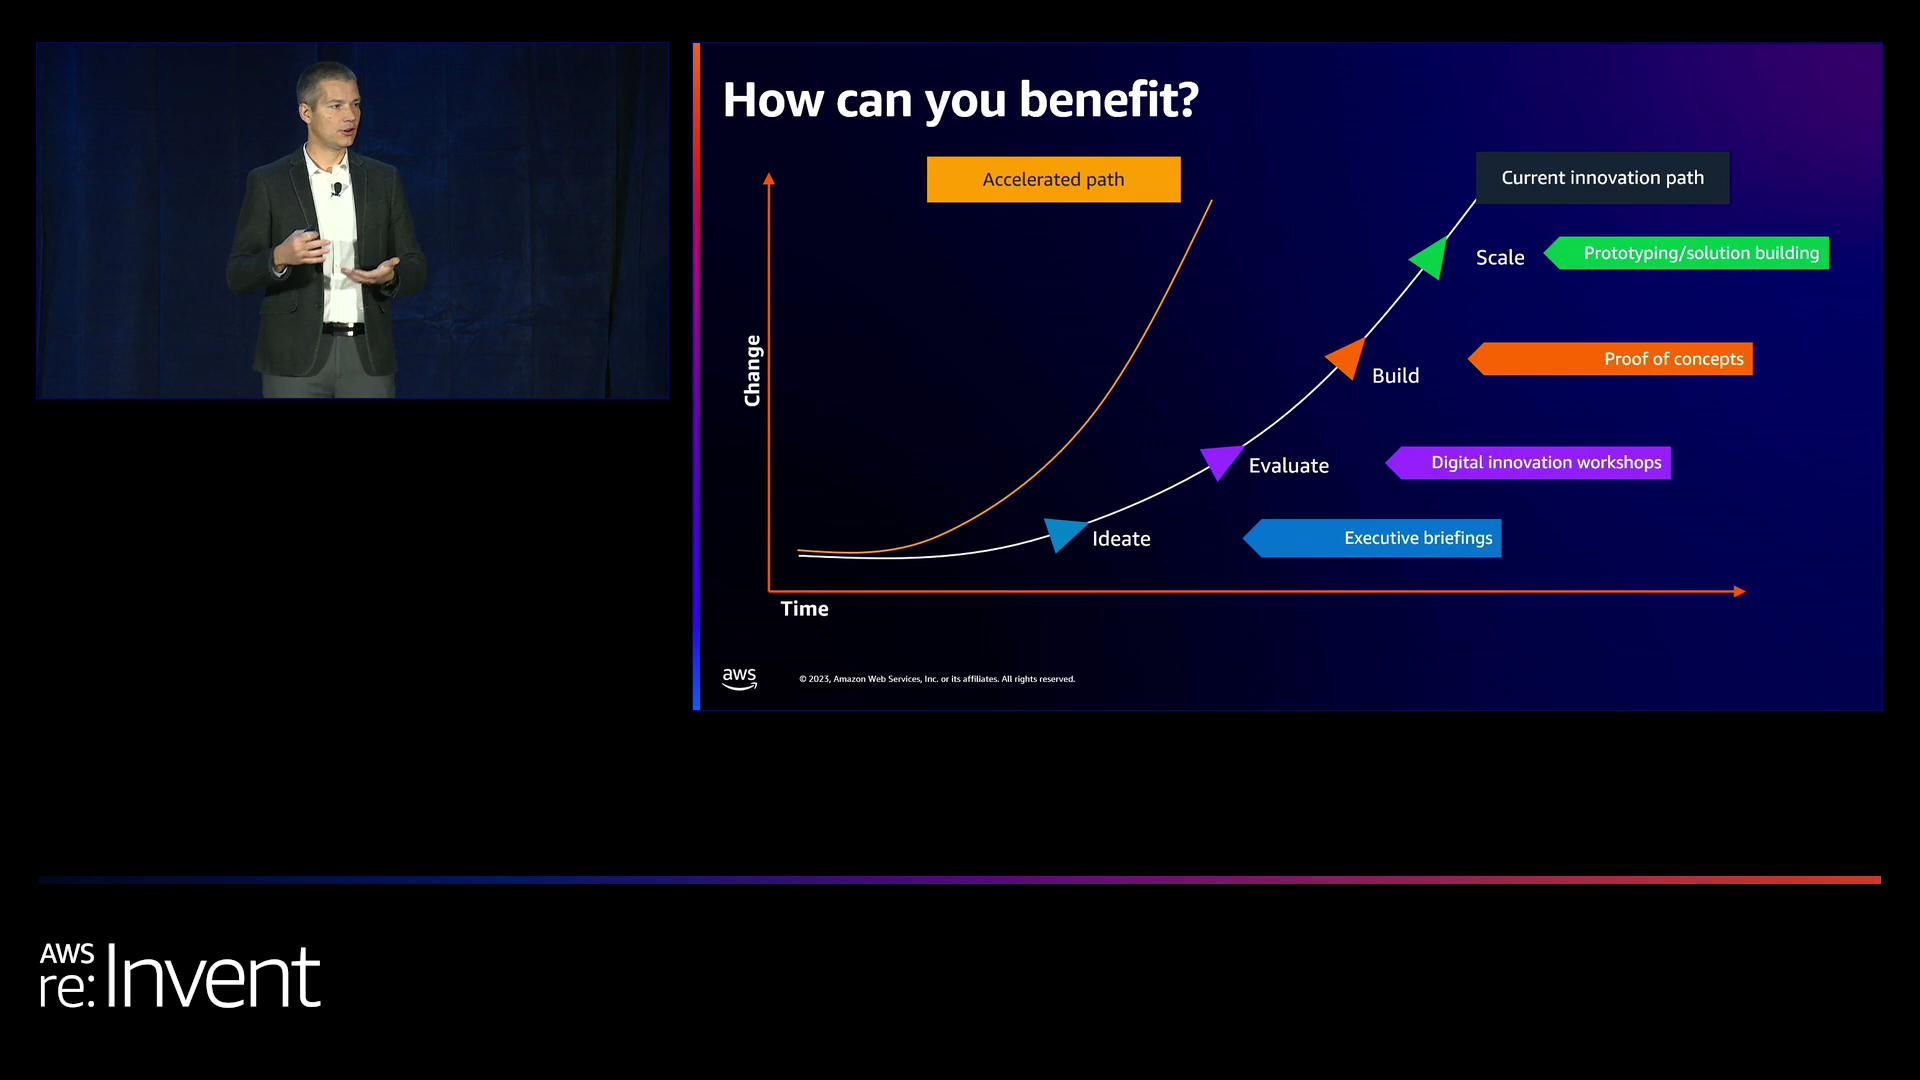 How can you benefit?
Accelerated path
Current innovation path
Scale
Prototyping/solution building
Change
Build
Proof of concepts
Evaluate
Digital innovation workshops
Ideate
Executive briefings
Time
aws
© 2023, Amazon Web Services, Inc. or its affiliates. All rights reserved.
AWS
re:Invent